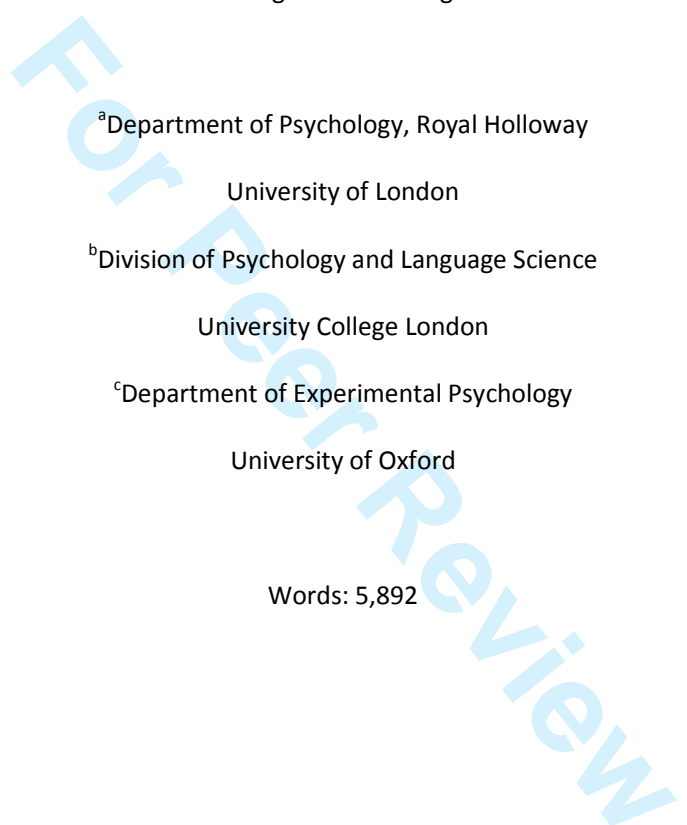 ᵃDepartment of Psychology, Royal Holloway
University of London
ᵇDivision of Psychology and Language Science
University College London
ᶜDepartment of Experimental Psychology
University of Oxford
Words: 5,892
For Peer Review